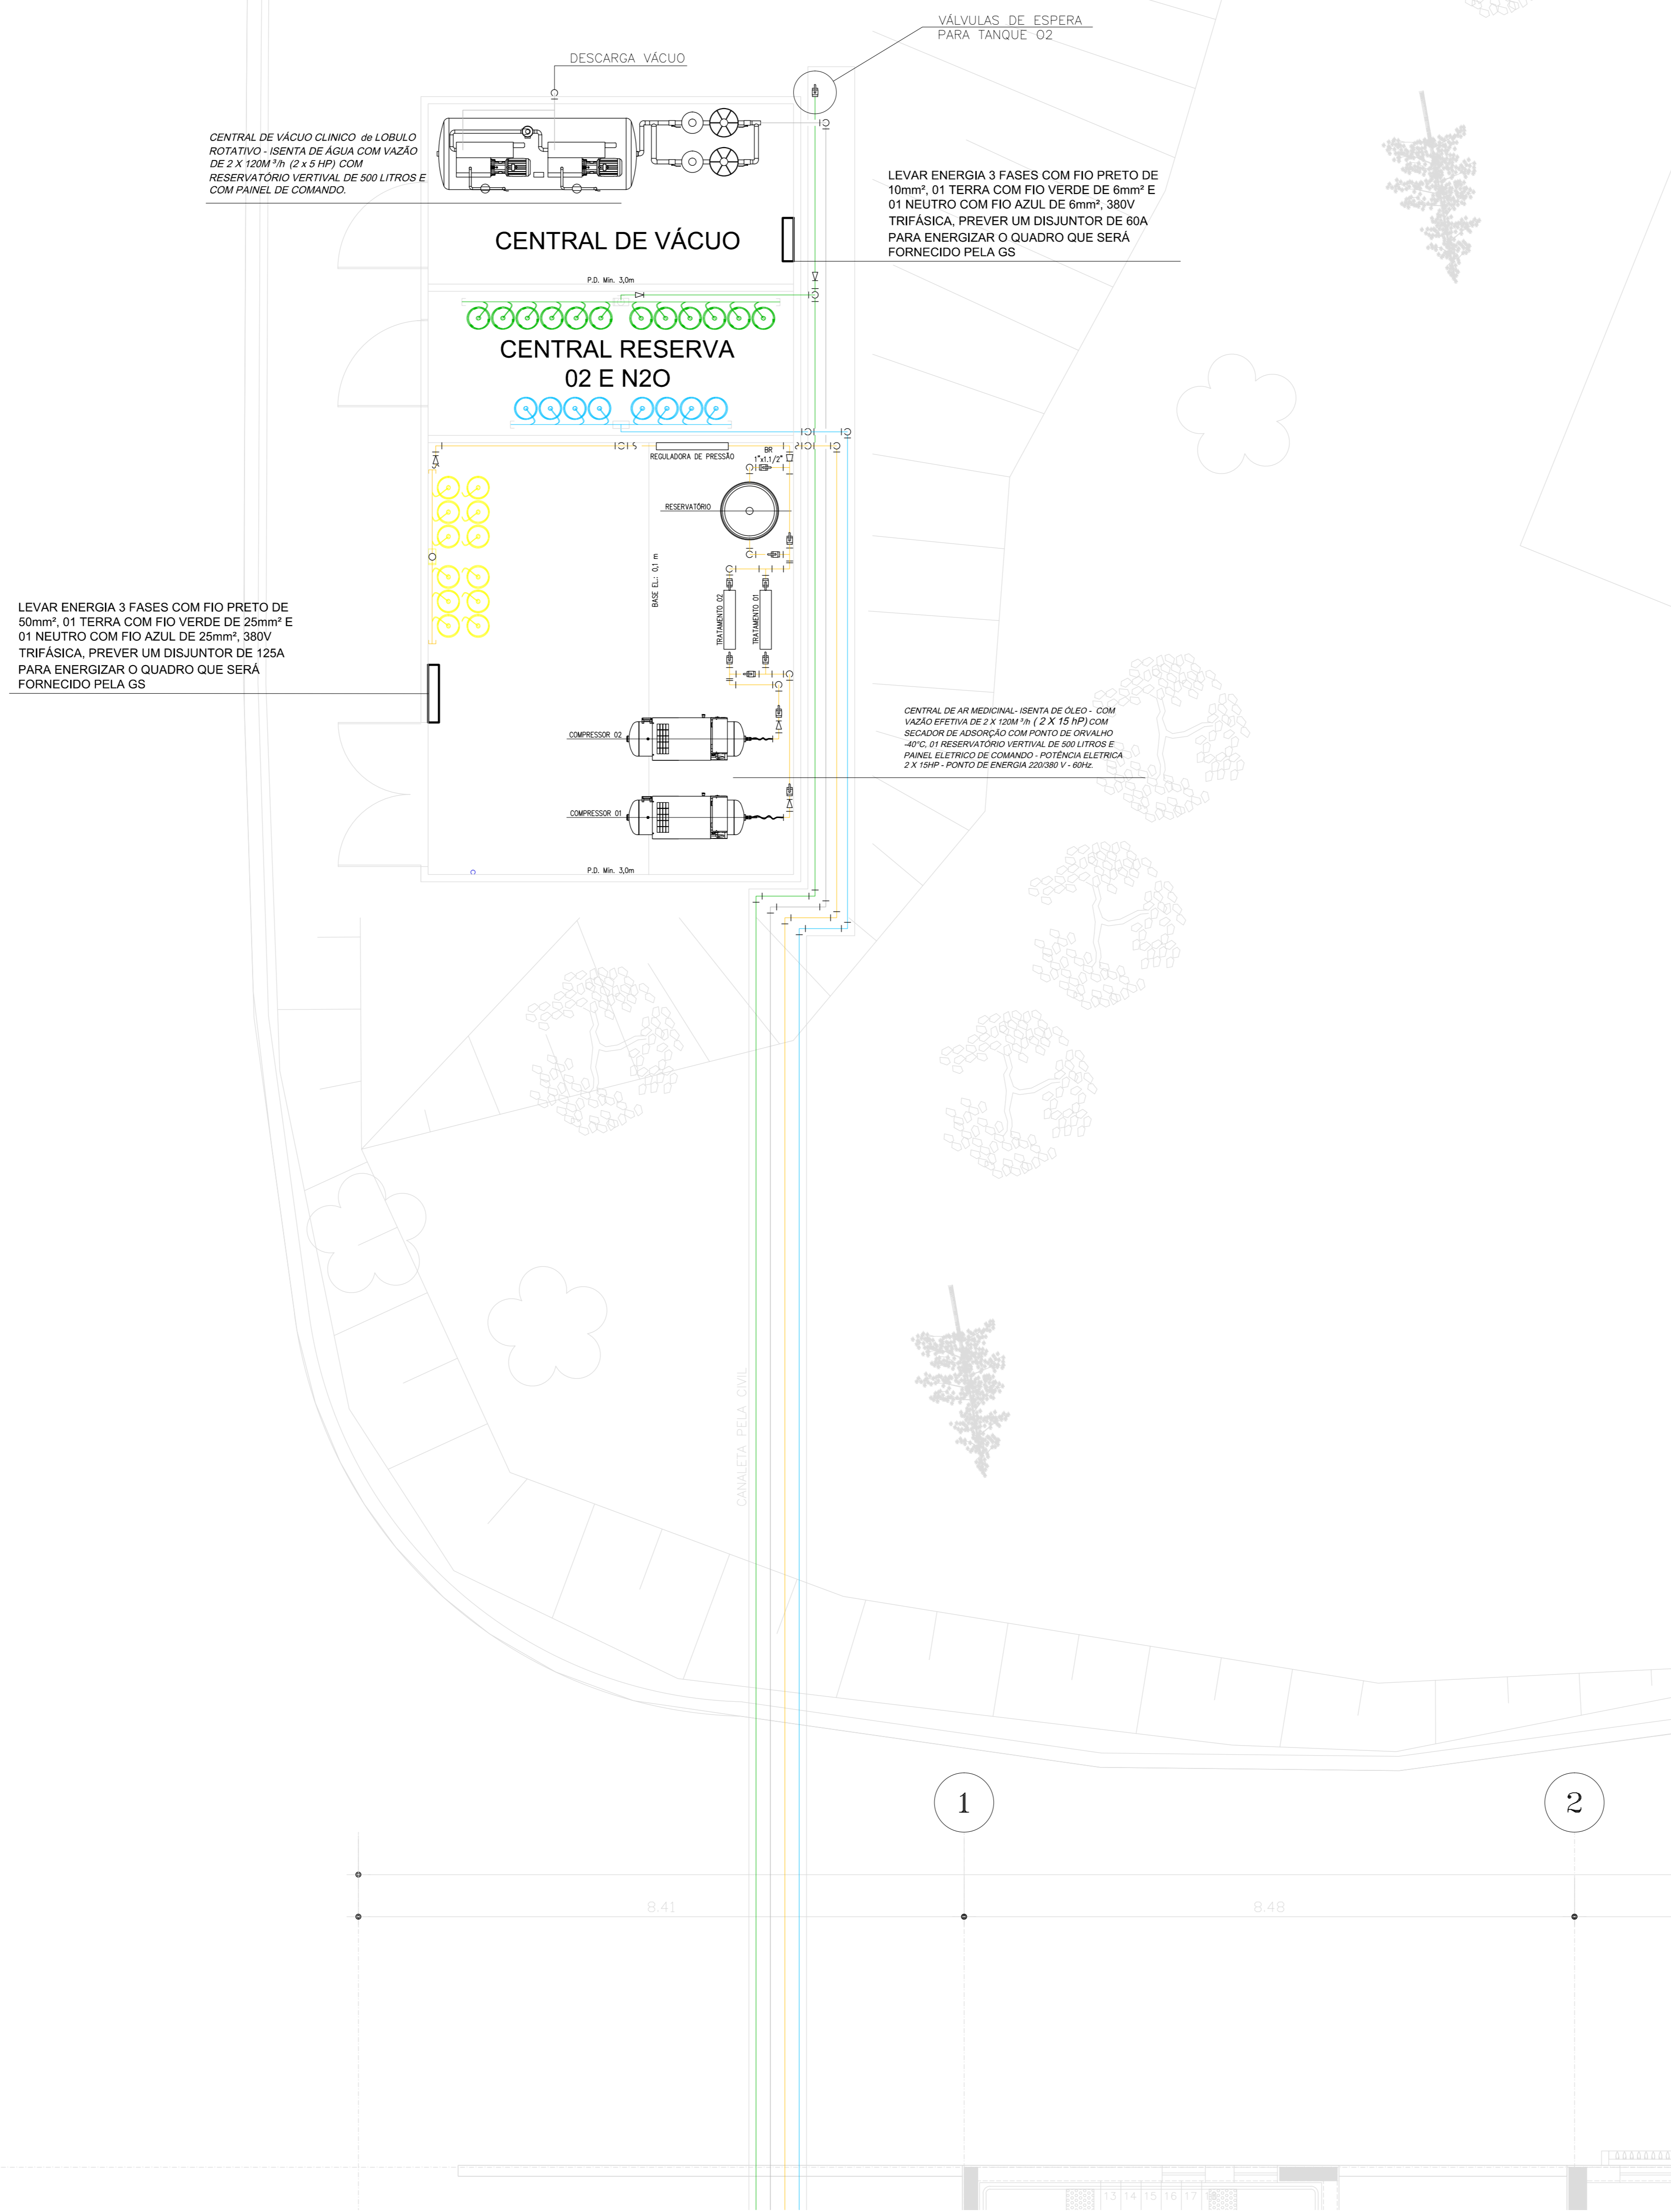 VÁLVULAS DE ESPERA
PARA TANQUE O2
DESCARGA VÁCUO
CENTRAL DE VÁCUO CLINICO de LOBULO
ROTATIVO - ISENTA DE ÁGUA COM VAZÃO
DE 2 X 120M³/h (2 x 5 HP) COM
RESERVATÓRIO VERTIVAL DE 500 LITROS E
COM PAINEL DE COMANDO.
LEVAR ENERGIA 3 FASES COM FIO PRETO DE
10mm², 01 TERRA COM FIO VERDE DE 6mm² E
01 NEUTRO COM FIO AZUL DE 6mm², 380V
TRIFÁSICA, PREVER UM DISJUNTOR DE 60A
PARA ENERGIZAR O QUADRO QUE SERÁ
FORNECIDO PELA GS
CENTRAL DE VÁCUO
P.D. Min. 3,0m
CENTRAL RESERVA
02 E N2O
REGULADORA DE PRESSÃO
BR
1"x1.1/2"
RESERVATÓRIO
BASE EL.: 0,1 m
TRATAMENTO 02
TRATAMENTO 01
LEVAR ENERGIA 3 FASES COM FIO PRETO DE
50mm², 01 TERRA COM FIO VERDE DE 25mm² E
01 NEUTRO COM FIO AZUL DE 25mm², 380V
TRIFÁSICA, PREVER UM DISJUNTOR DE 125A
PARA ENERGIZAR O QUADRO QUE SERÁ
FORNECIDO PELA GS
CENTRAL DE AR MEDICINAL- ISENTA DE ÓLEO - COM
VAZÃO EFETIVA DE 2 X 120M³/h ( 2 X 15 hP) COM
SECADOR DE ADSORÇÃO COM PONTO DE ORVALHO
-40°C, 01 RESERVATÓRIO VERTIVAL DE 500 LITROS E
PAINEL ELETRICO DE COMANDO - POTÊNCIA ELETRICA
2 X 15HP - PONTO DE ENERGIA 220/380 V - 60Hz.
COMPRESSOR 02
COMPRESSOR 01
P.D. Min. 3,0m
CANALETA PELA CIVIL
1
2
8.41
8.48
13 14 15 16 17